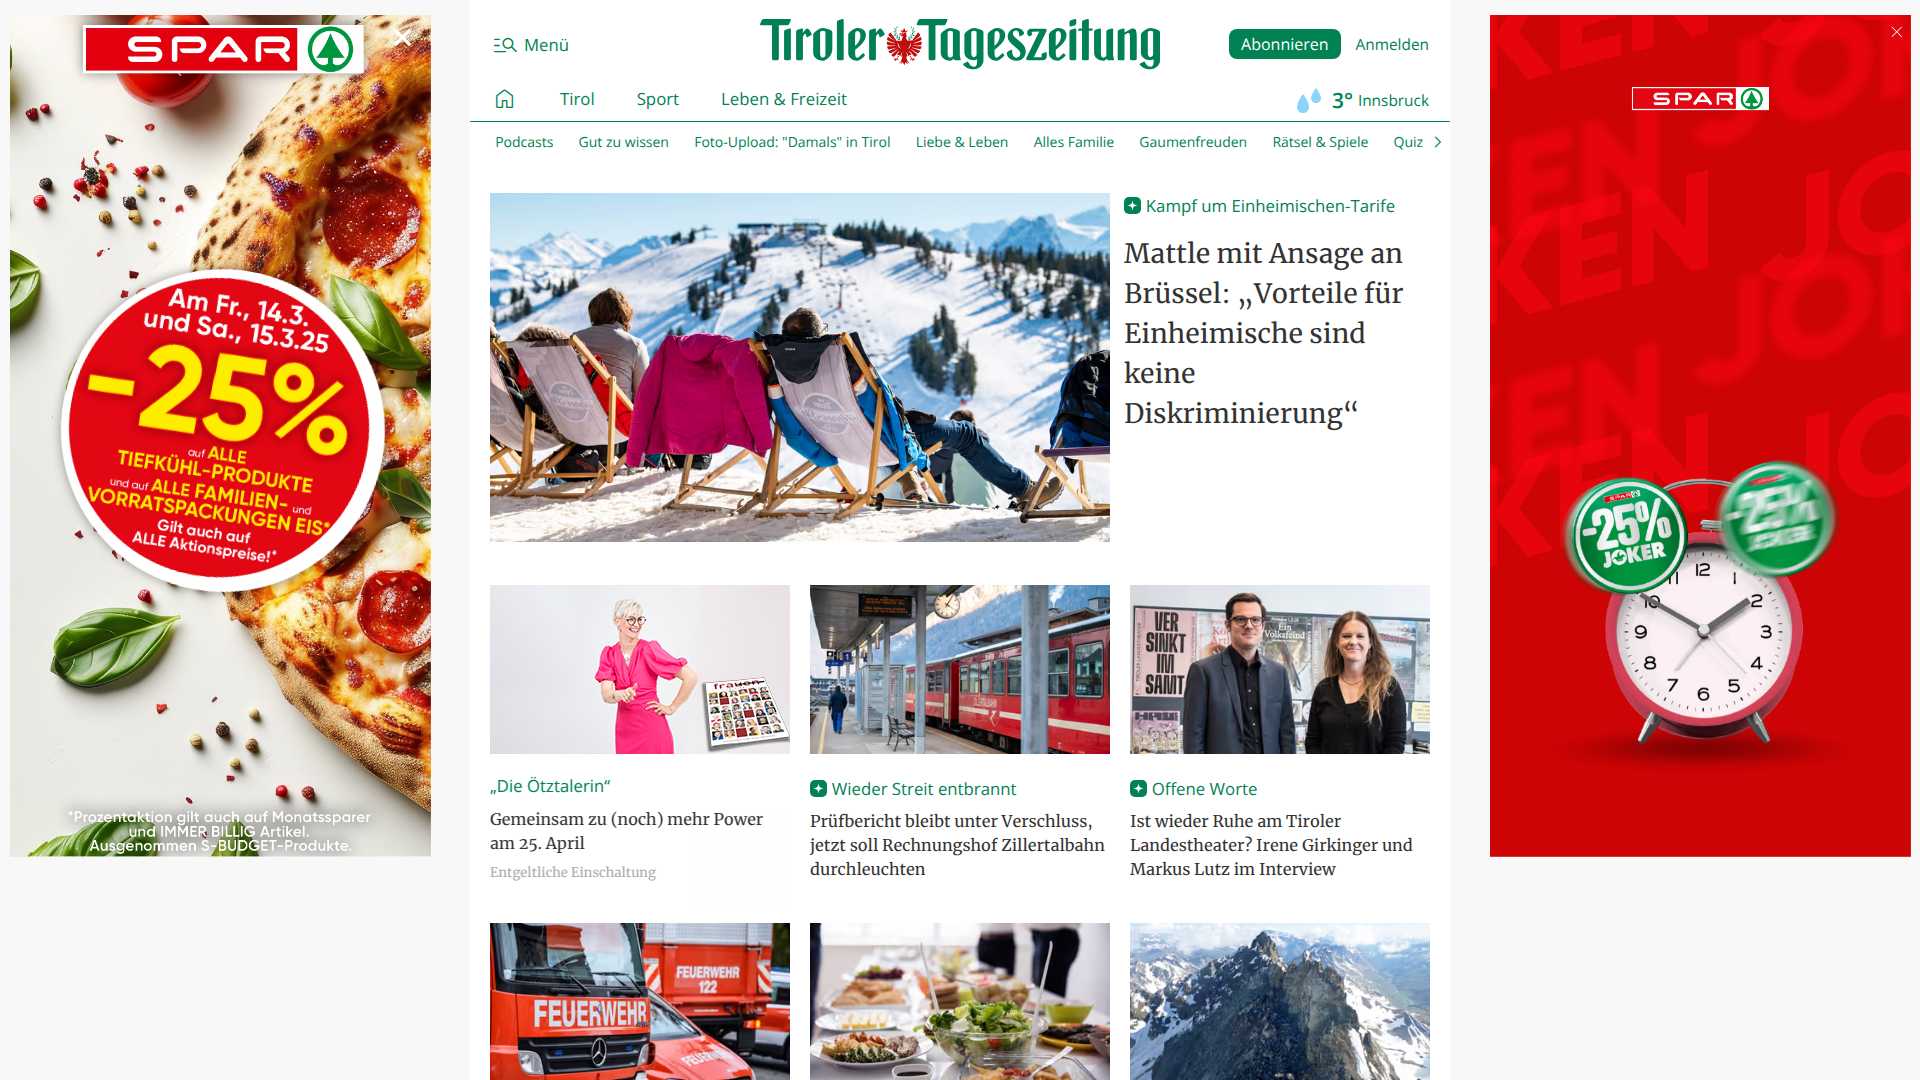 Menü
Tiroler Tageszeitung
Abonnieren
Anmelden
Tirol
Sport
Leben & Freizeit
3° Innsbruck
Podcasts
Gut zu wissen
Foto-Upload: "Damals" in Tirol
Liebe & Leben
Alles Familie
Gaumenfreuden
Rätsel & Spiele
Quiz
SPAR
Am Fr., 14.3.
und Sa., 15.3.25
-25%
auf ALLE
TIEFKÜHL-PRODUKTE
und auf ALLE FAMILIEN- und
VORRATSPACKUNGEN EIS*
Gilt auch auf
ALLE Aktionspreise!*
*Prozentaktion gilt auch auf Monatssparer
und IMMER BILLIG Artikel.
Ausgenommen S-BUDGET-Produkte.
Kampf um Einheimischen-Tarife
Mattle mit Ansage an
Brüssel: „Vorteile für
Einheimische sind
keine
Diskriminierung“
frauen
„Die Ötztalerin“
Gemeinsam zu (noch) mehr Power
am 25. April
Entgeltliche Einschaltung
Wieder Streit entbrannt
Prüfbericht bleibt unter Verschluss,
jetzt soll Rechnungshof Zillertalbahn
durchleuchten
VER
SINKT
IM
SAMT
Ein
Volksfeind
Offene Worte
Ist wieder Ruhe am Tiroler
Landestheater? Irene Girkinger und
Markus Lutz im Interview
FEUERWEHR
122
FEUERWEHR
FEUERWEHR
SPAR
JOKER
SPAR
-25%
JOKER
-25%
12
1
2
3
4
5
6
7
8
9
10
11